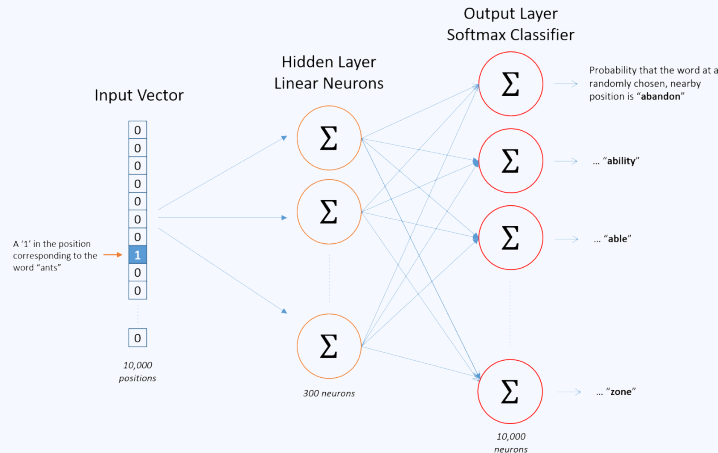 Output Layer
Softmax Classifier
Hidden Layer
Linear Neurons
Input Vector
0
0
0
0
0
0
0
1
0
0
0
A '1' in the position
corresponding to the
word "ants"
10,000
positions
Σ
Σ
Σ
300 neurons
Σ
Σ
Σ
Σ
10,000
neurons
Probability that the word at a
randomly chosen, nearby
position is "abandon"
... "ability"
... "able"
... "zone"